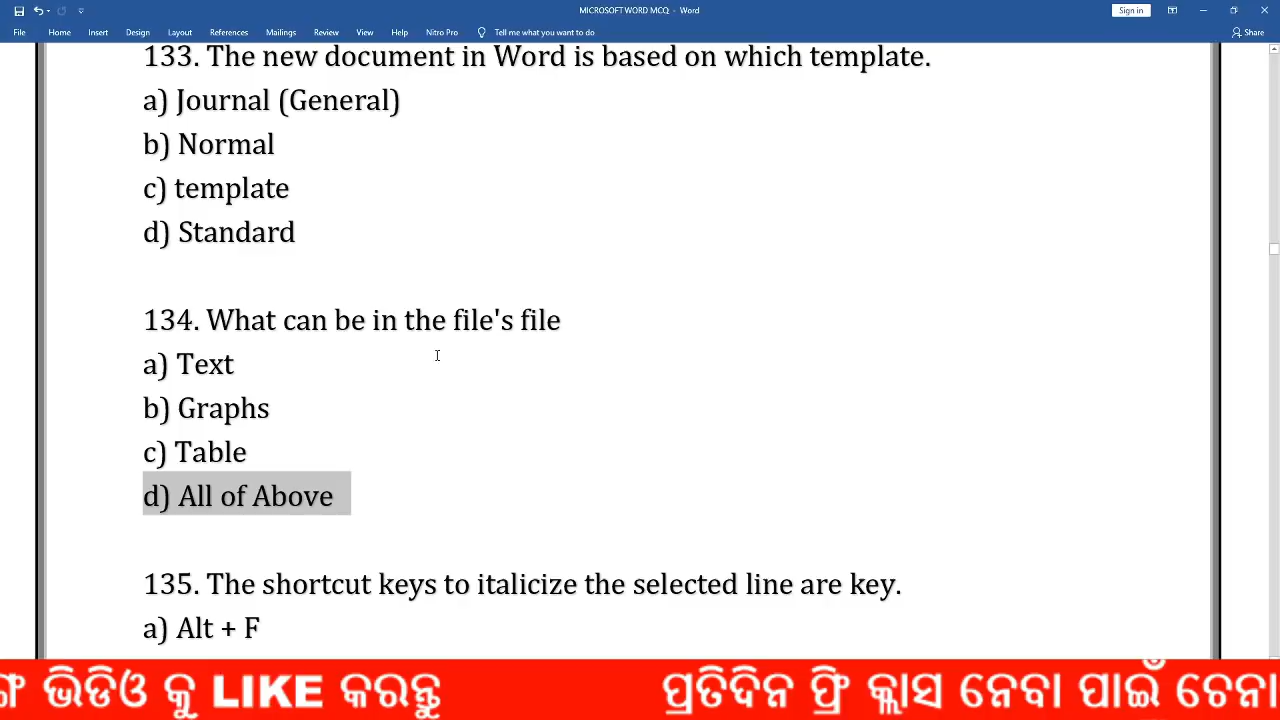 MICROSOFT WORD MCQ - Word
Sign in
File Home Insert Design Layout References Mailings Review View Help Nitro Pro Tell me what you want to do Share
133. The new document in Word is based on which template.
a) Journal (General)
b) Normal
c) template
d) Standard
134. What can be in the file's file
a) Text
b) Graphs
c) Table
d) All of Above
135. The shortcut keys to italicize the selected line are key.
a) Alt + F
ଭିଡିଓ କୁ LIKE କରନ୍ତୁ ପ୍ରତିଦିନ ଫ୍ରି କ୍ଲାସ ନେବା ପାଇଁ ଚେନା